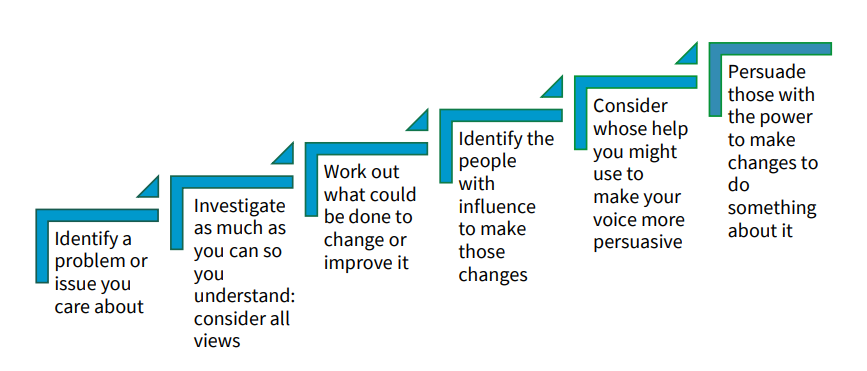 Identify a
problem or
issue you
care about
Investigate
as much as
you can so
you
understand:
consider all
views
Work out
what could
be done to
change or
improve it
Identify the
people
with
influence
to make
those
changes
Consider
whose help
you might
use to
make your
voice more
persuasive
Persuade
those with
the power
to make
changes to
do
something
about it